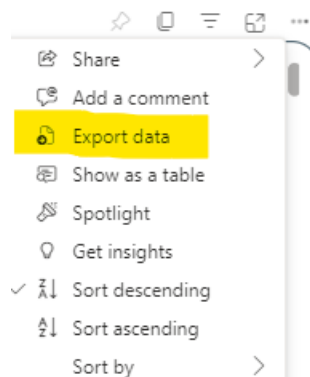 Share
Add a comment
Export data
Show as a table
Spotlight
Get insights
Sort descending
Sort ascending
Sort by